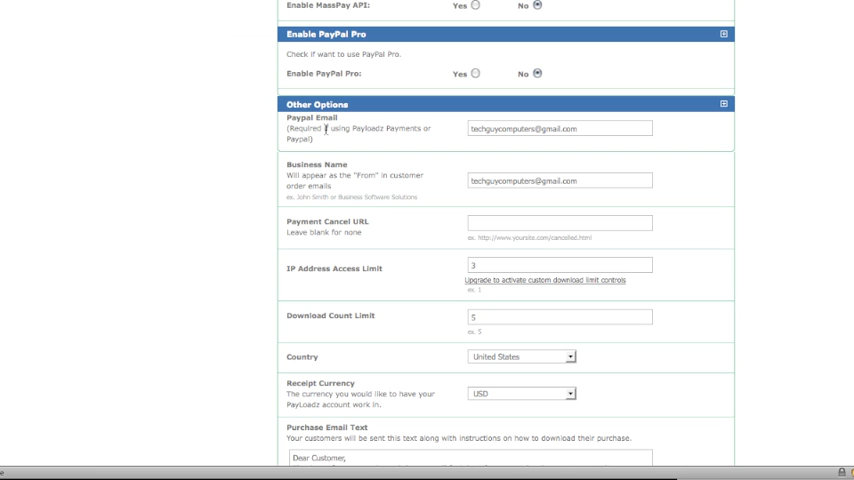 Enable MassPay API: Yes No
Enable PayPal Pro
Check if want to use PayPal Pro.
Enable PayPal Pro: Yes No
Other Options
Paypal Email
(Required if using Payloadz Payments or
Paypal)
techguycomputers@gmail.com
Business Name
Will appear as the "From" in customer
order emails
ex. John Smith or Business Software Solutions
techguycomputers@gmail.com
Payment Cancel URL
Leave blank for none
ex. http://www.yoursite.com/cancelled.html
IP Address Access Limit
3
Upgrade to activate custom download limit controls
ex. 1
Download Count Limit
5
ex. 5
Country
United States
Receipt Currency
The currency you would like to have your
PayLoadz account work in.
USD
Purchase Email Text
Your customers will be sent this text along with instructions on how to download their purchase.
Dear Customer,